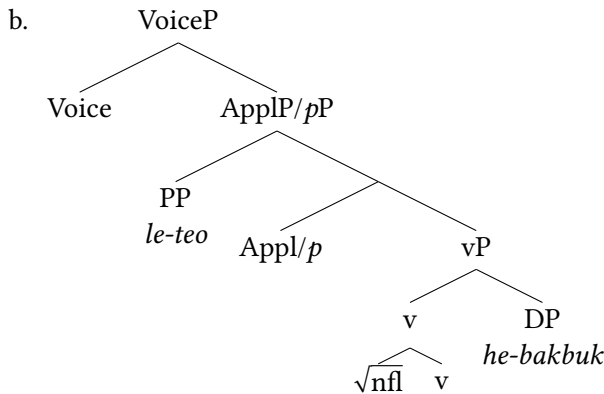 b. VoiceP
Voice ApplP/pP
PP
le-teo Appl/p vP
v DP
he-bakbuk
√nfl v